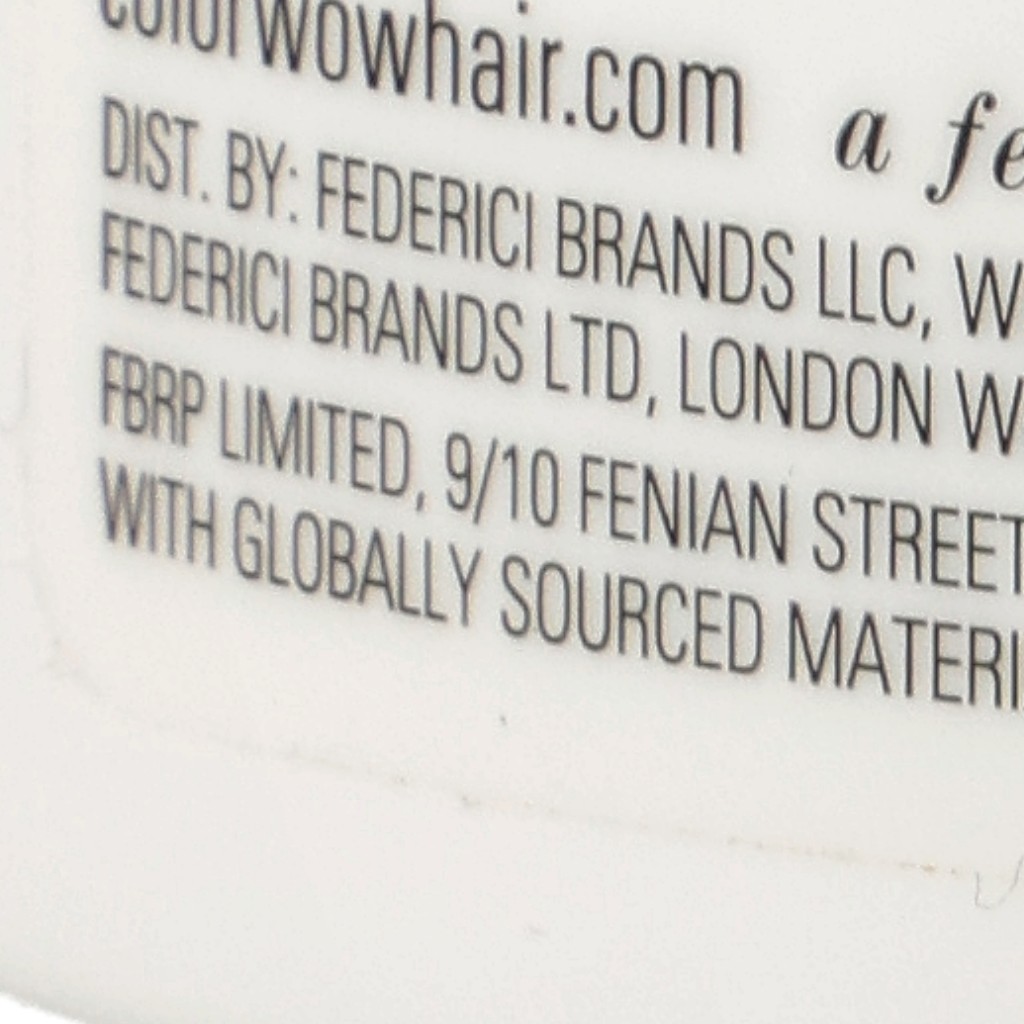 colorwowhair.com
a fe
DIST. BY: FEDERICI BRANDS LLC, W
FEDERICI BRANDS LTD, LONDON W
FBRP LIMITED, 9/10 FENIAN STREET
WITH GLOBALLY SOURCED MATERI